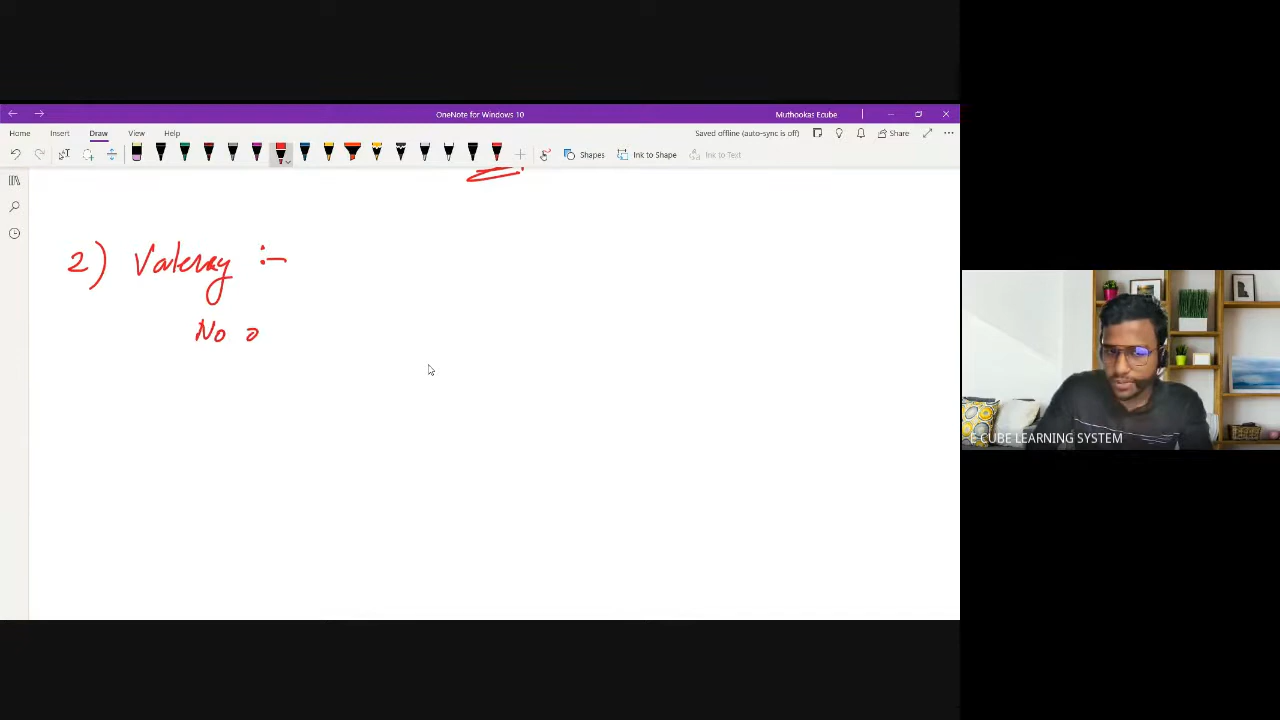 OneNote for Windows 10
Muthookas Ecube
Home Insert Draw View Help
Saved offline (auto-sync is off)
Share
Shapes
Ink to Shape
Ink to Text
2) Valency :-
No o
E CUBE LEARNING SYSTEM